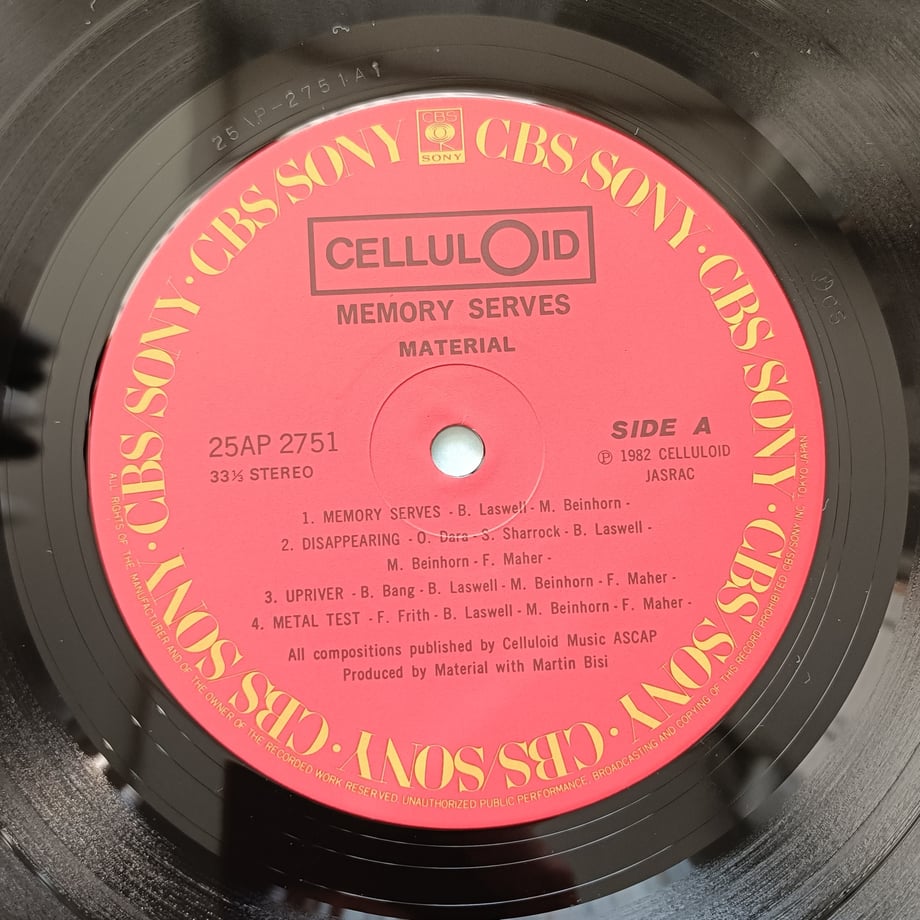 25AP-2751A1
CBS
SONY
CBS/SONY · CBS/SONY · CBS/SONY · CBS/SONY · CBS/SONY · CBS/SONY · CBS/SONY · CBS/SONY
CELLULOID
MEMORY SERVES
MATERIAL
25AP 2751
33⅓ STEREO
SIDE A
Ⓟ 1982 CELLULOID
JASRAC
1. MEMORY SERVES - B. Laswell - M. Beinhorn -
2. DISAPPEARING - O. Dara - S. Sharrock - B. Laswell -
M. Beinhorn - F. Maher -
3. UPRIVER - B. Bang - B. Laswell - M. Beinhorn - F. Maher -
4. METAL TEST - F. Frith - B. Laswell - M. Beinhorn - F. Maher -
All compositions published by Celluloid Music ASCAP
Produced by Material with Martin Bisi
ALL RIGHTS OF THE MANUFACTURER AND OF THE OWNER OF THE RECORDED WORK RESERVED. UNAUTHORIZED PUBLIC PERFORMANCE, BROADCASTING AND COPYING OF THIS RECORD PROHIBITED CBS/SONY INC. TOKYO JAPAN